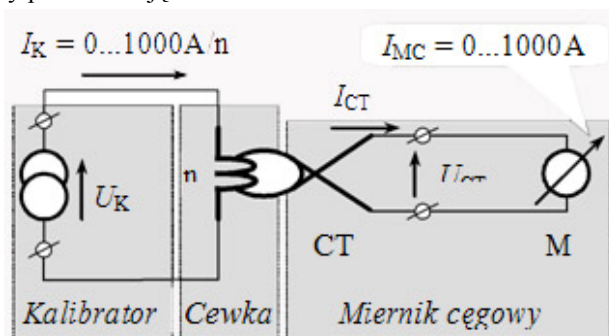 I_K = 0...1000A/n
I_MC = 0...1000A
I_CT
n
U_K
CT
M
Kalibrator
Cewka
Miernik cęgowy